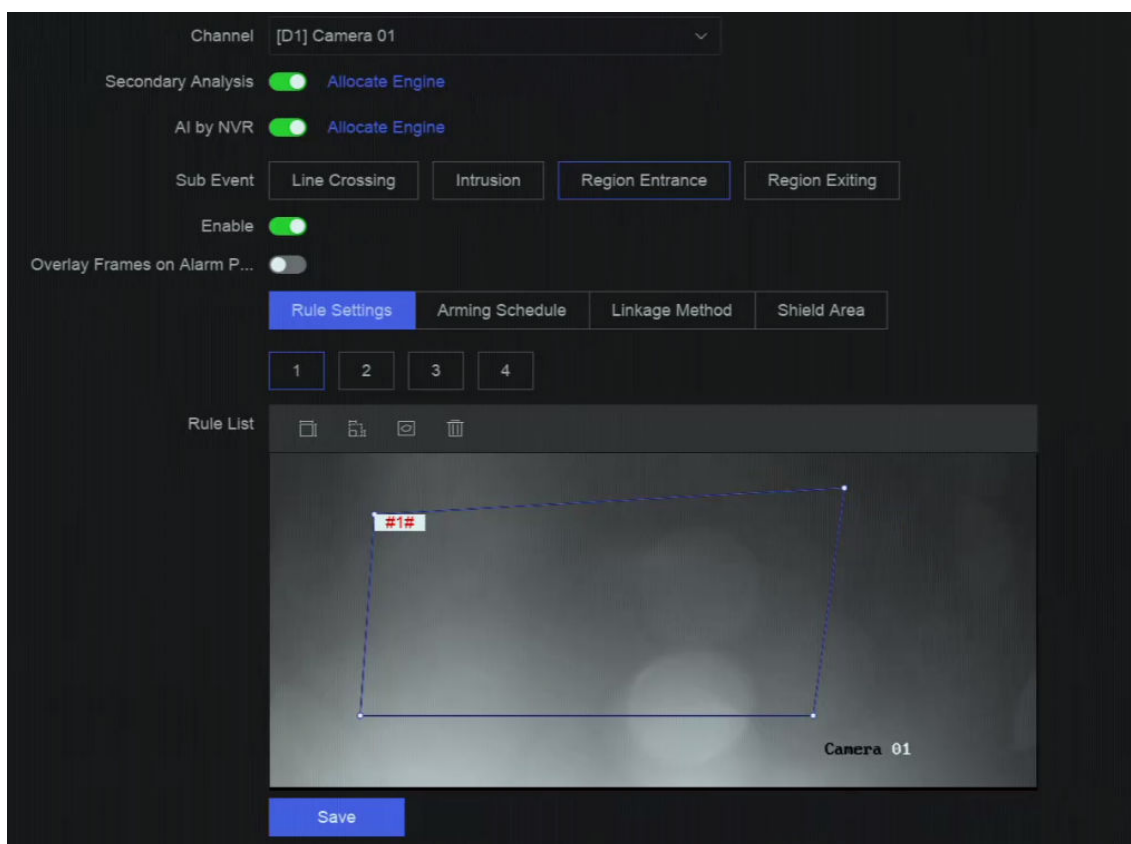 Channel [D1] Camera 01
Secondary Analysis Allocate Engine
AI by NVR Allocate Engine
Sub Event Line Crossing Intrusion Region Entrance Region Exiting
Enable
Overlay Frames on Alarm P...
Rule Settings Arming Schedule Linkage Method Shield Area
1 2 3 4
Rule List
#1#
Camera 01
Save